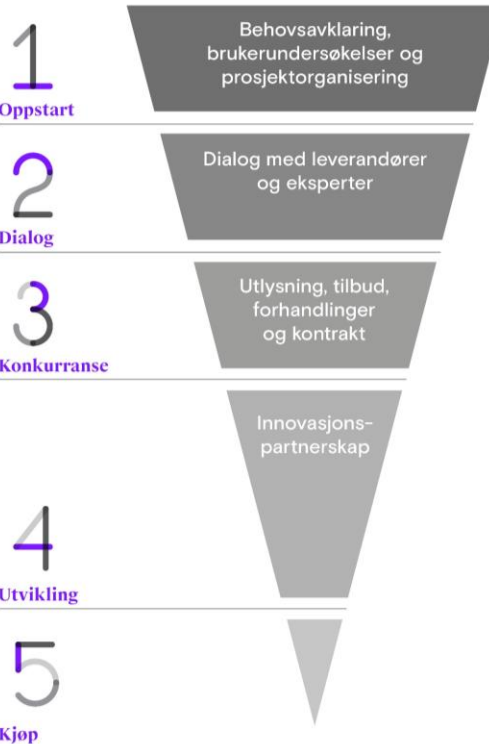 1
Oppstart
Behovsavklaring,
brukerundersøkelser og
prosjektorganisering
2
Dialog
Dialog med leverandører
og eksperter
3
Konkurranse
Utlysning, tilbud,
forhandlinger
og kontrakt
Innovasjons-
partnerskap
4
Utvikling
5
Kjøp